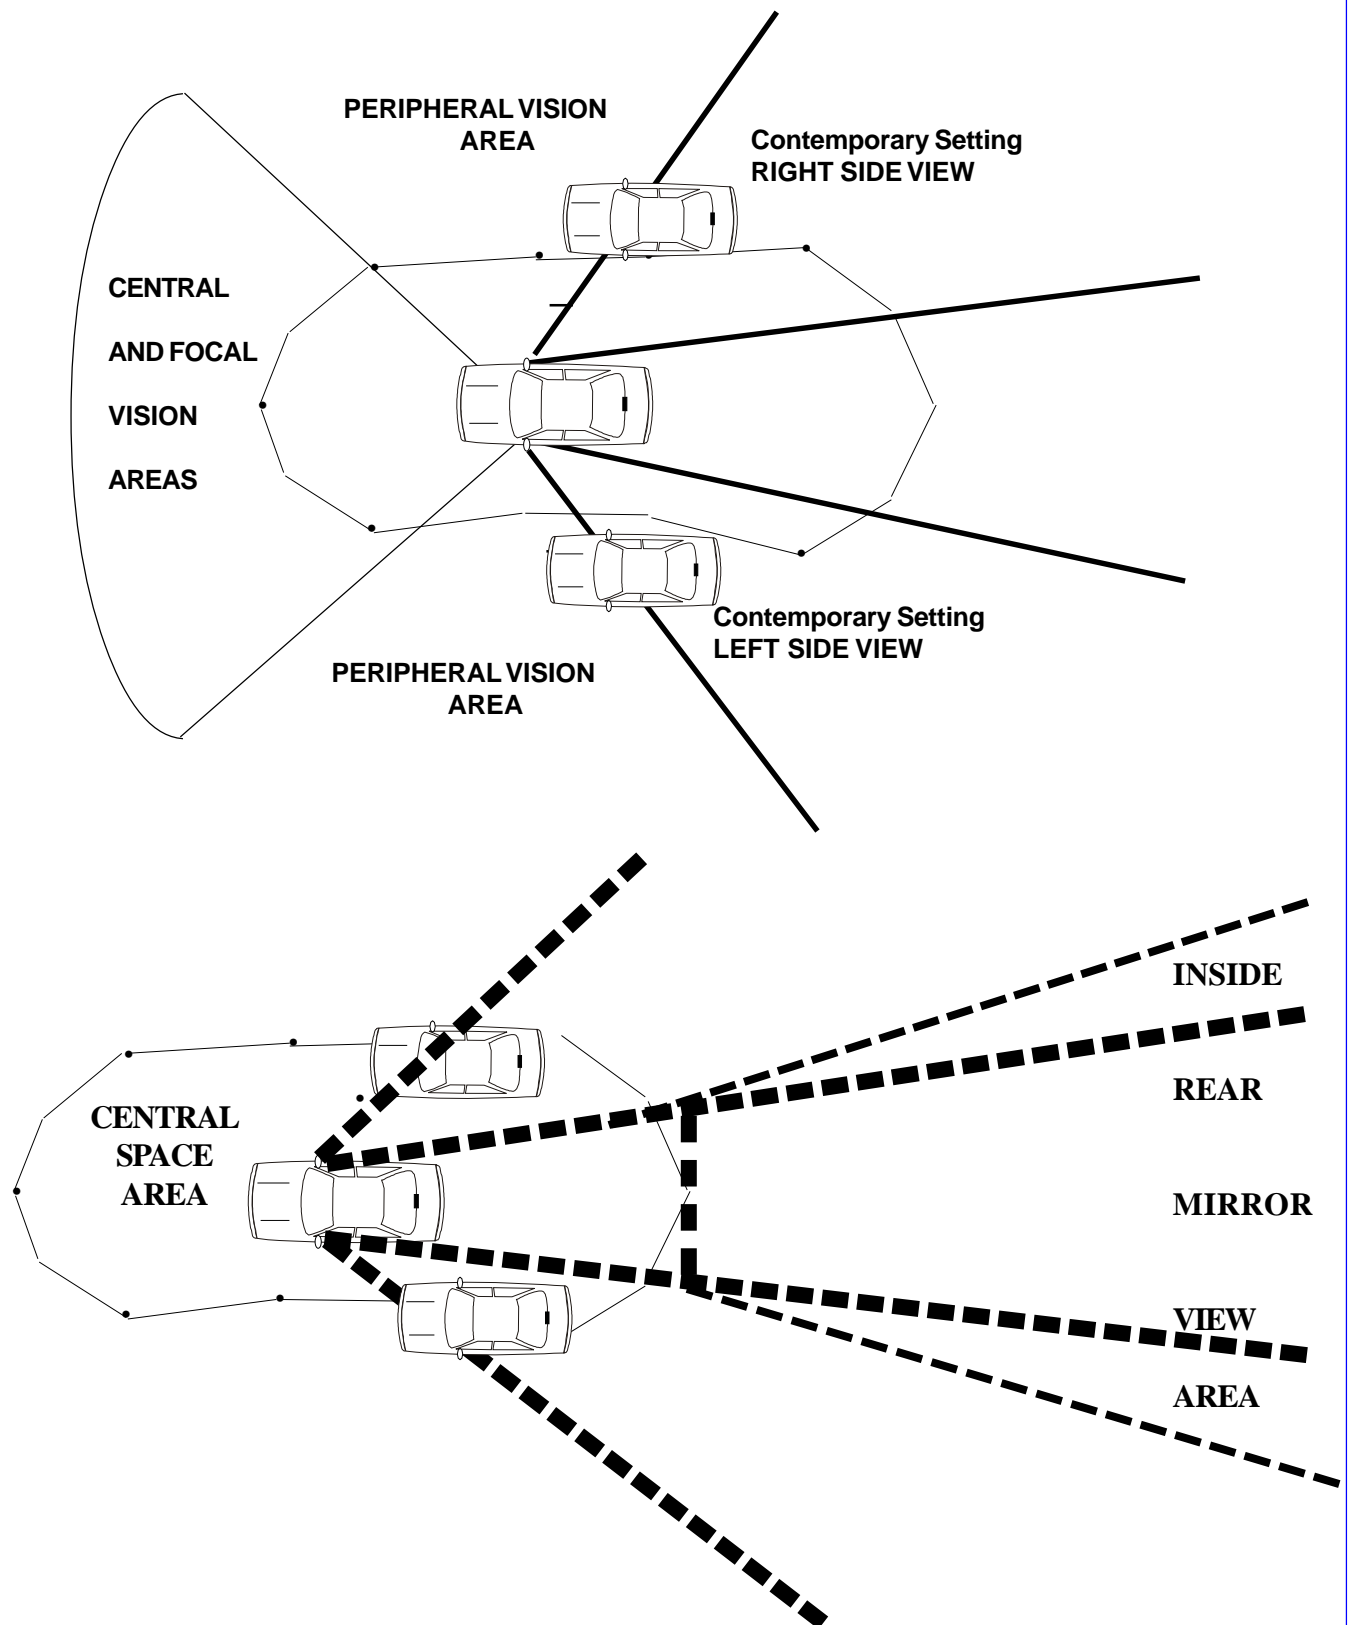 PERIPHERAL VISION
AREA
Contemporary Setting
RIGHT SIDE VIEW
CENTRAL
AND FOCAL
VISION
AREAS
Contemporary Setting
LEFT SIDE VIEW
PERIPHERAL VISION
AREA
INSIDE
REAR
MIRROR
VIEW
AREA
CENTRAL
SPACE
AREA